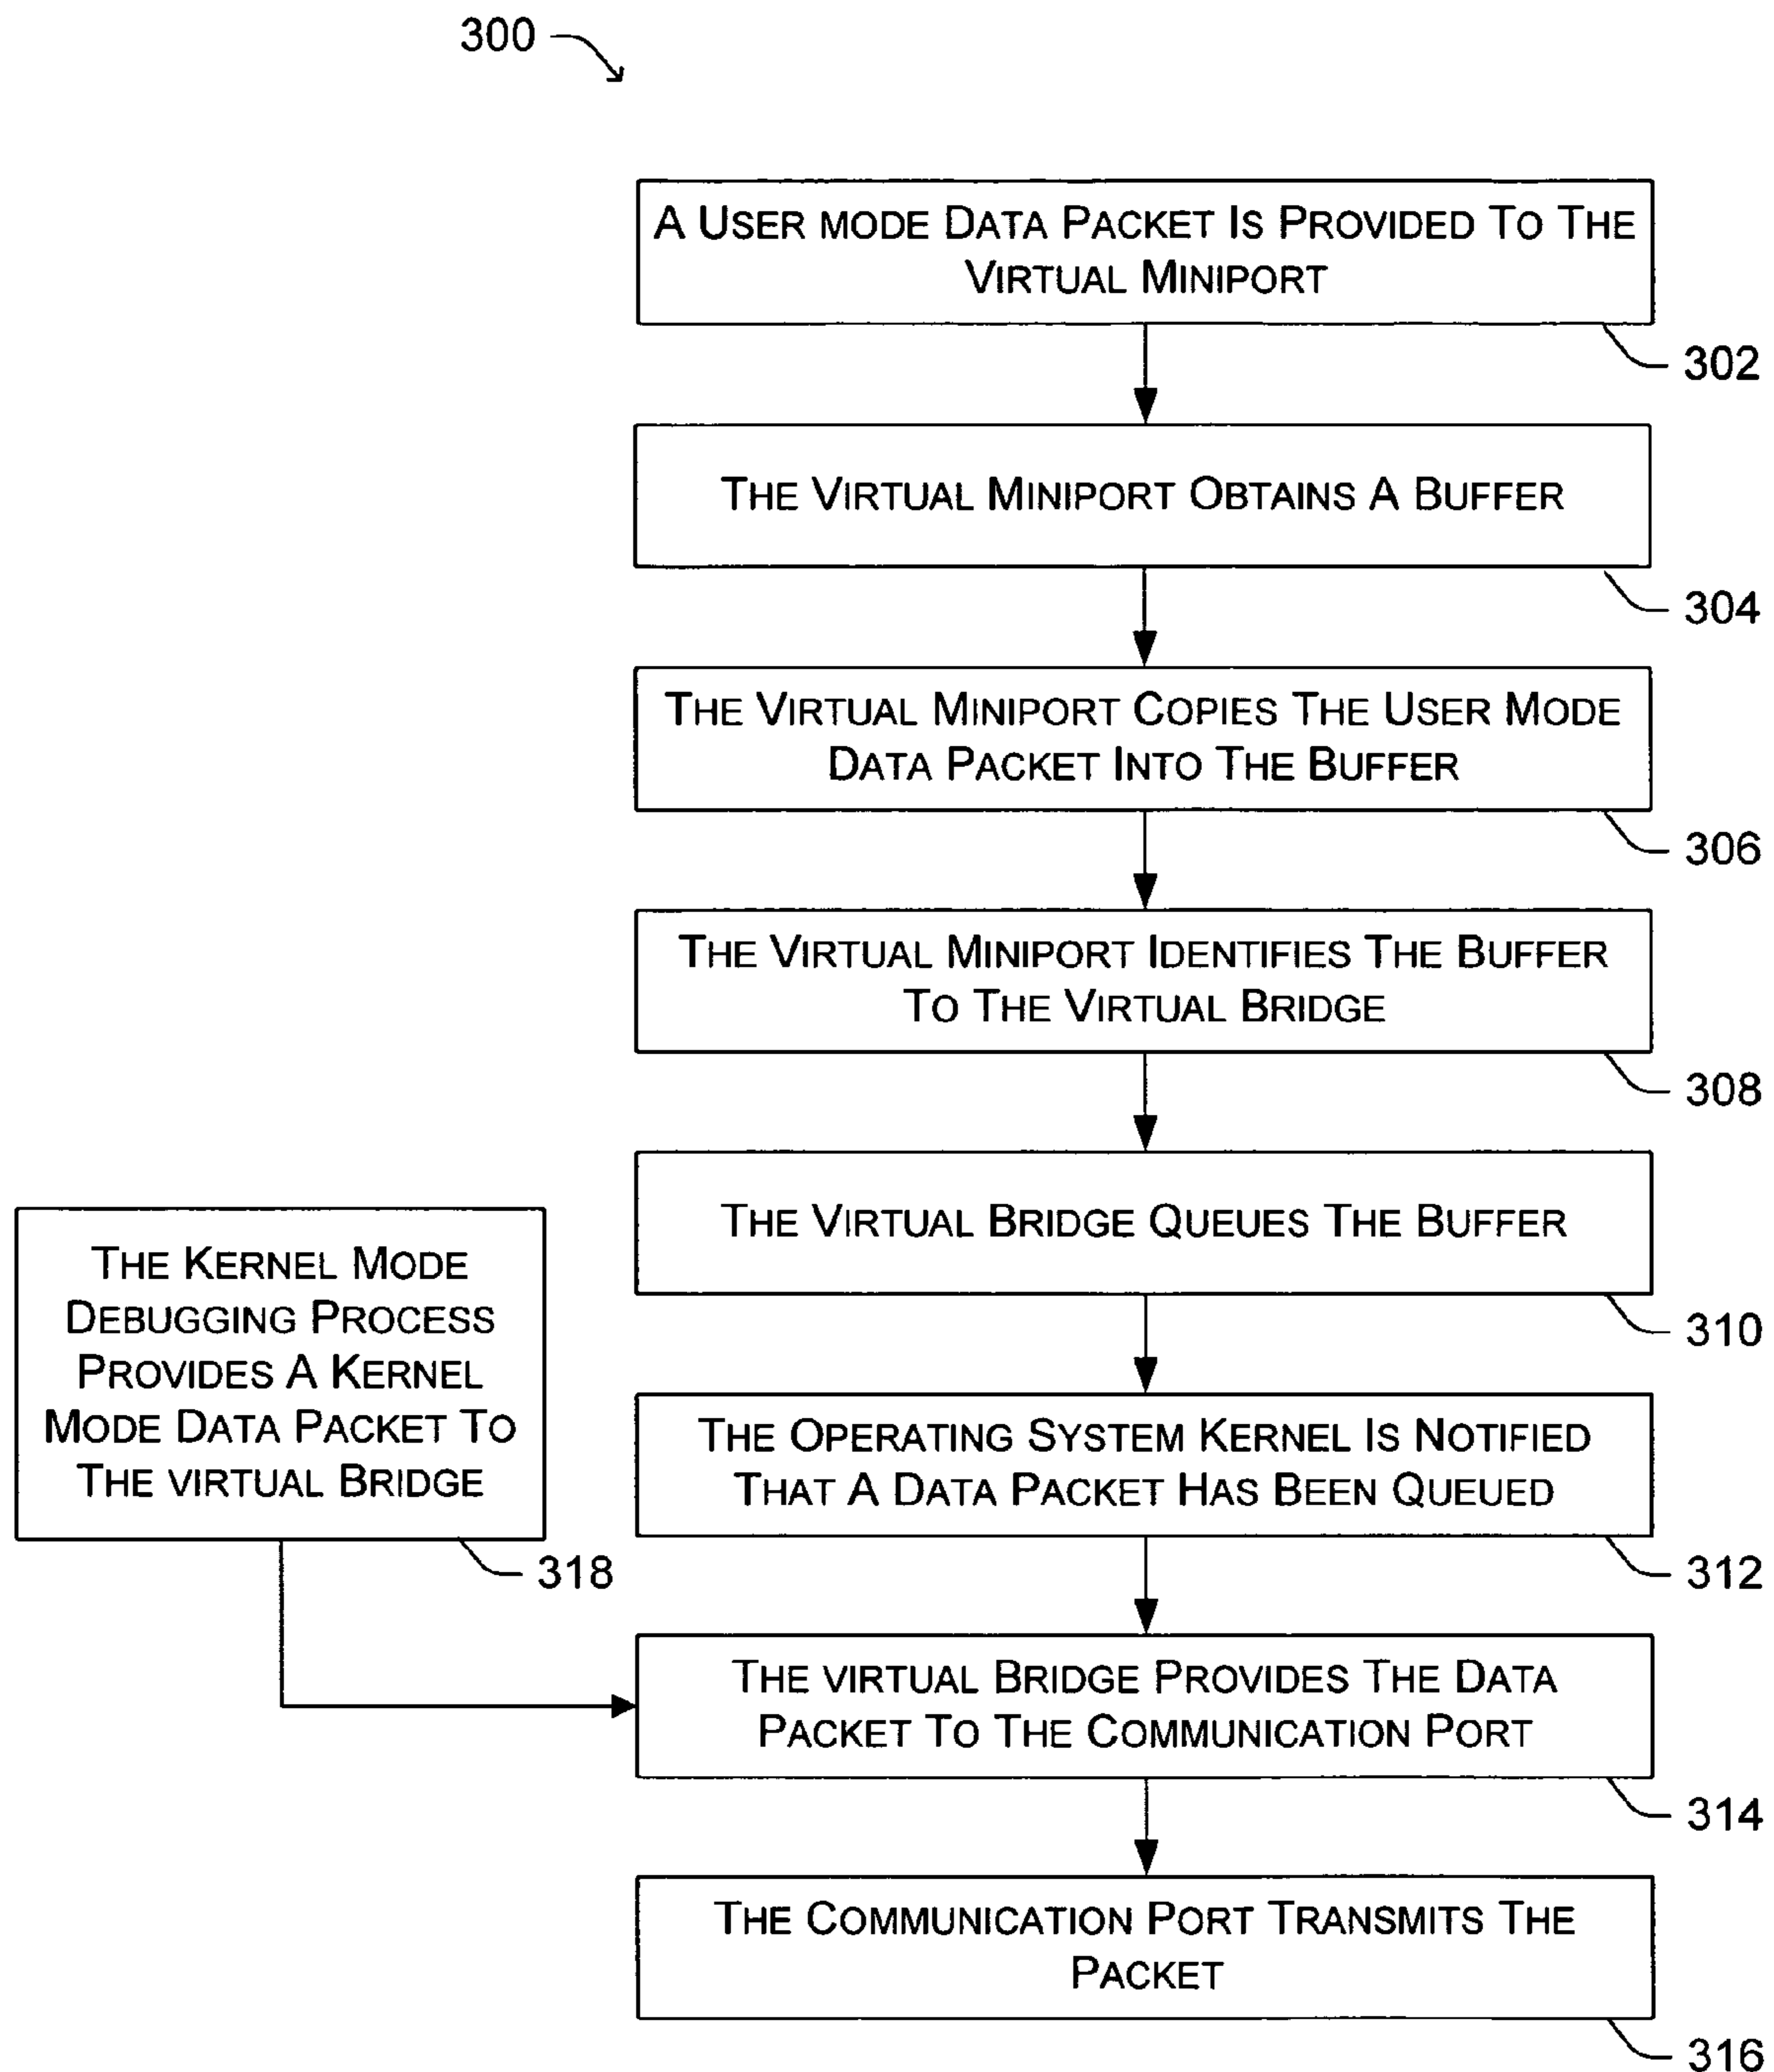 300
A USER MODE DATA PACKET IS PROVIDED TO THE
VIRTUAL MINIPORT
302
THE VIRTUAL MINIPORT OBTAINS A BUFFER
304
THE VIRTUAL MINIPORT COPIES THE USER MODE
DATA PACKET INTO THE BUFFER
306
THE VIRTUAL MINIPORT IDENTIFIES THE BUFFER
TO THE VIRTUAL BRIDGE
308
THE VIRTUAL BRIDGE QUEUES THE BUFFER
310
THE KERNEL MODE
DEBUGGING PROCESS
PROVIDES A KERNEL
MODE DATA PACKET TO
THE VIRTUAL BRIDGE
318
THE OPERATING SYSTEM KERNEL IS NOTIFIED
THAT A DATA PACKET HAS BEEN QUEUED
312
THE VIRTUAL BRIDGE PROVIDES THE DATA
PACKET TO THE COMMUNICATION PORT
314
THE COMMUNICATION PORT TRANSMITS THE
PACKET
316